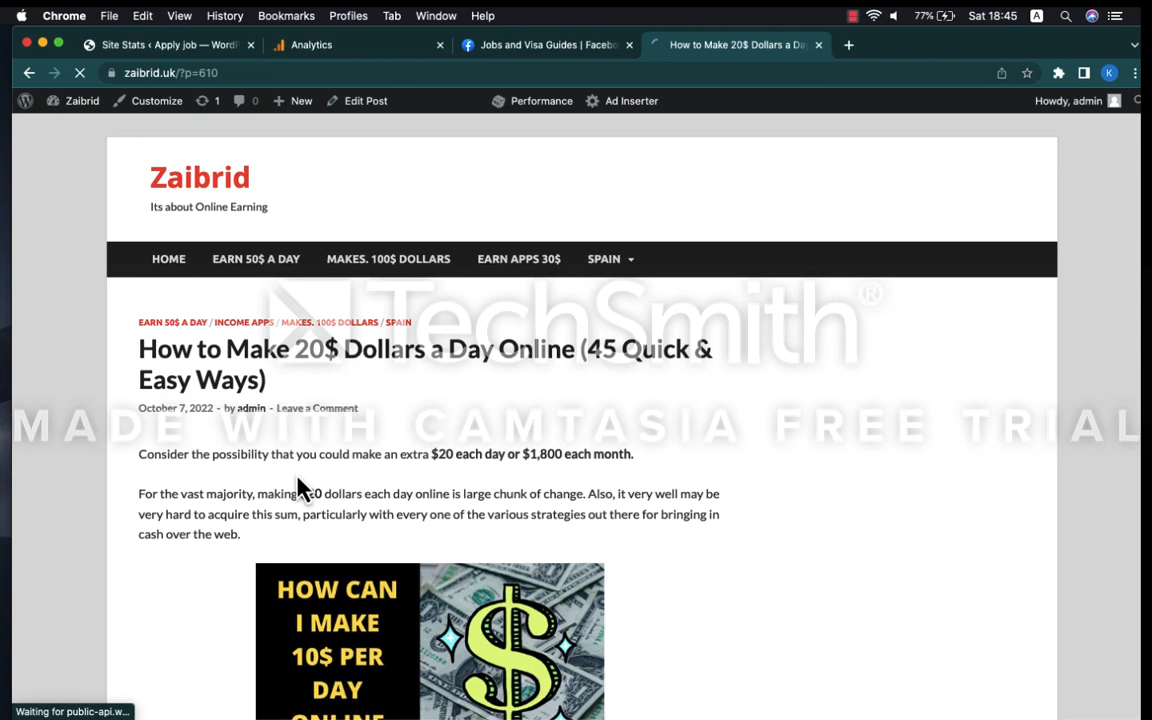 Chrome File Edit View History Bookmarks Profiles Tab Window Help 77% Sat 18:45 A
Site Stats ‹ Apply job — WordP Analytics Jobs and Visa Guides | Facebo How to Make 20$ Dollars a Da
zaibrid.uk/?p=610 K
Zaibrid Customize 1 0 New Edit Post Performance Ad Inserter Howdy, admin
Zaibrid
Its about Online Earning
HOME EARN 50$ A DAY MAKES. 100$ DOLLARS EARN APPS 30$ SPAIN
TechSmith®
EARN 50$ A DAY / INCOME APPS / MAKES. 100$ DOLLARS / SPAIN
How to Make 20$ Dollars a Day Online (45 Quick &
Easy Ways)
October 7, 2022 - by admin - Leave a Comment
MADE WITH CAMTASIA FREE TRIAL
Consider the possibility that you could make an extra $20 each day or $1,800 each month.
For the vast majority, making dollars each day online is large chunk of change. Also, it very well may be
very hard to acquire this sum, particularly with every one of the various strategies out there for bringing in
cash over the web.
HOW CAN
I MAKE
10$ PER
DAY
ONLINE
$
Waiting for public-api.w...